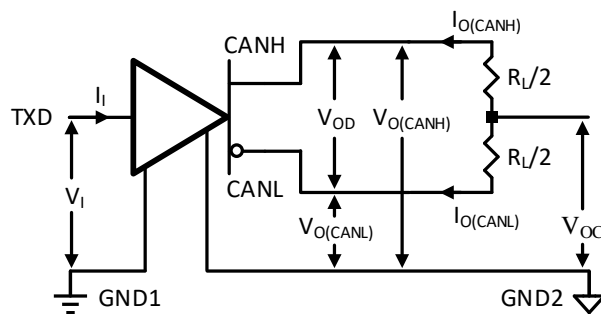 CANH
I_O(CANH)
R_L/2
TXD
I_I
V_OD
V_O(CANH)
R_L/2
CANL
V_I
V_O(CANL)
I_O(CANL)
V_OC
GND1
GND2